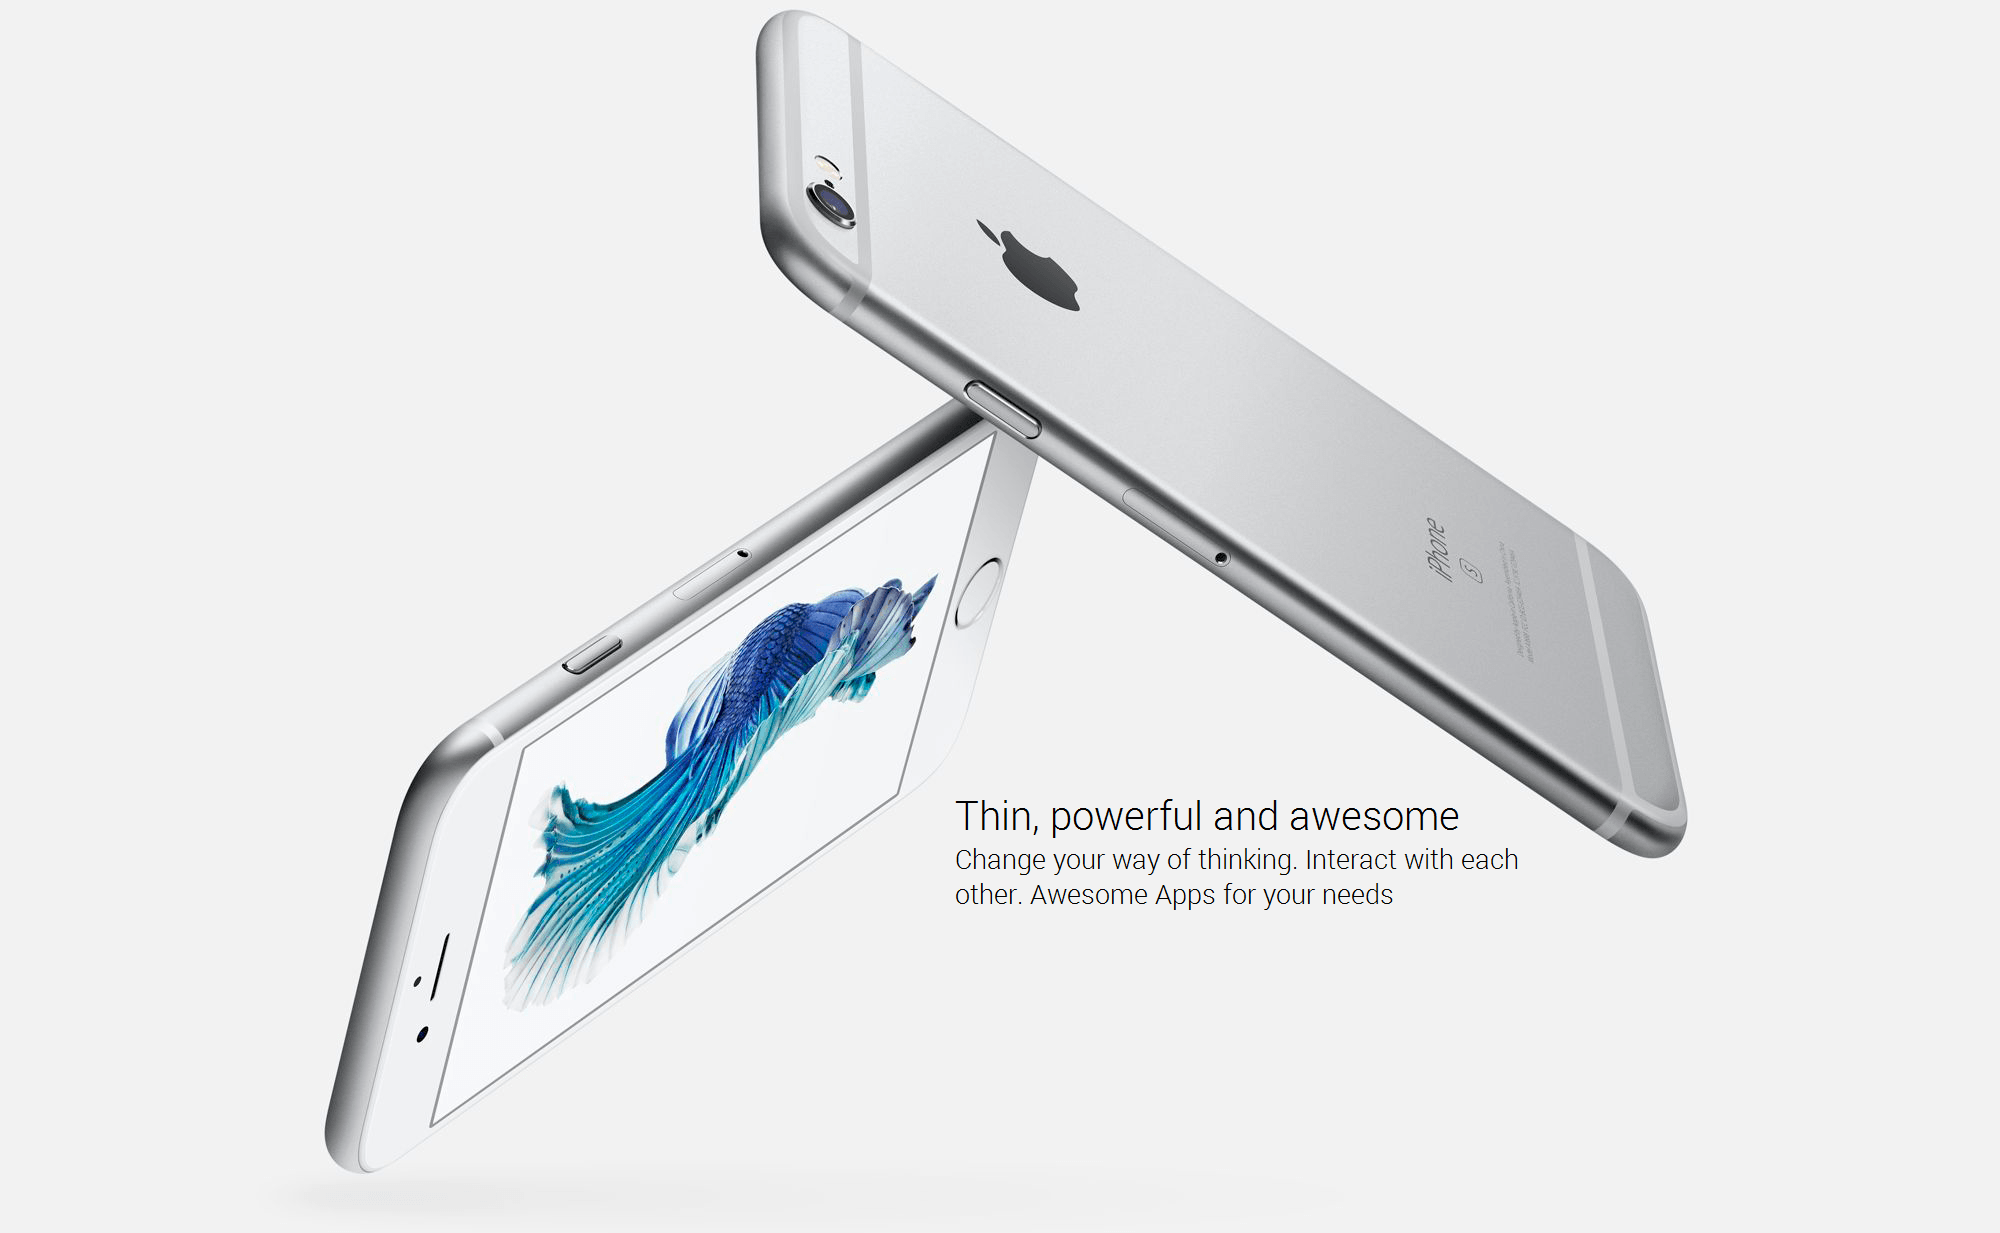 iPhone
S
Thin, powerful and awesome
Change your way of thinking. Interact with each
other. Awesome Apps for your needs